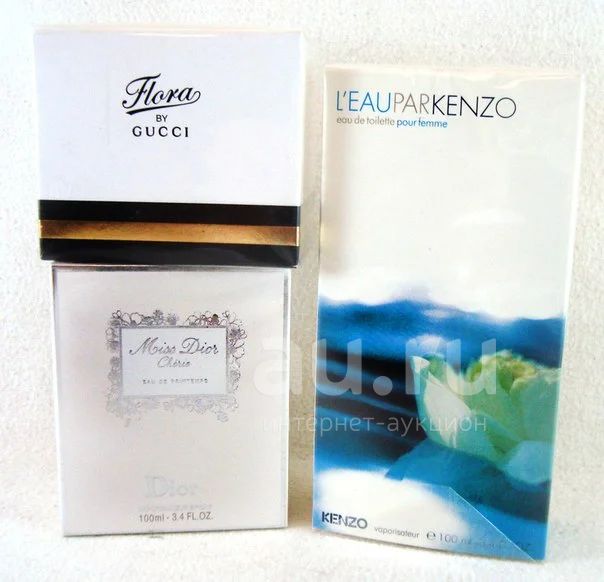 Flora
BY
GUCCI
L'EAUPARKENZO
eau de toilette pour femme
Miss Dior
Chérie
EAU DE PRINTEMPS
Dior
100ml - 3.4 FL.OZ.
au.ru
интернет-аукцион
KENZO vaporisateur e 100 ml